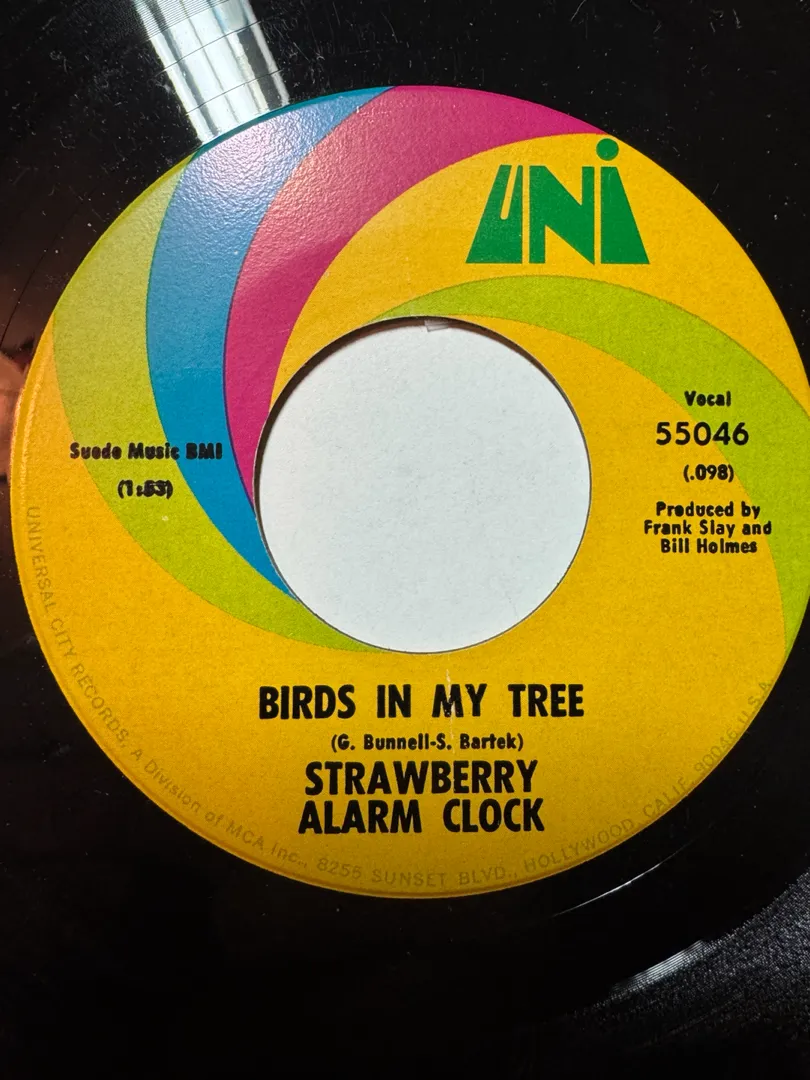 UNI
Vocal
55046
(.098)
Produced by
Frank Slay and
Bill Holmes
Suede Music BMI
(1:53)
BIRDS IN MY TREE
(G. Bunnell-S. Bartek)
STRAWBERRY
ALARM CLOCK
UNIVERSAL CITY RECORDS, A Division of MCA Inc., 8255 SUNSET BLVD., HOLLYWOOD, CALIF. 90046 U.S.A.